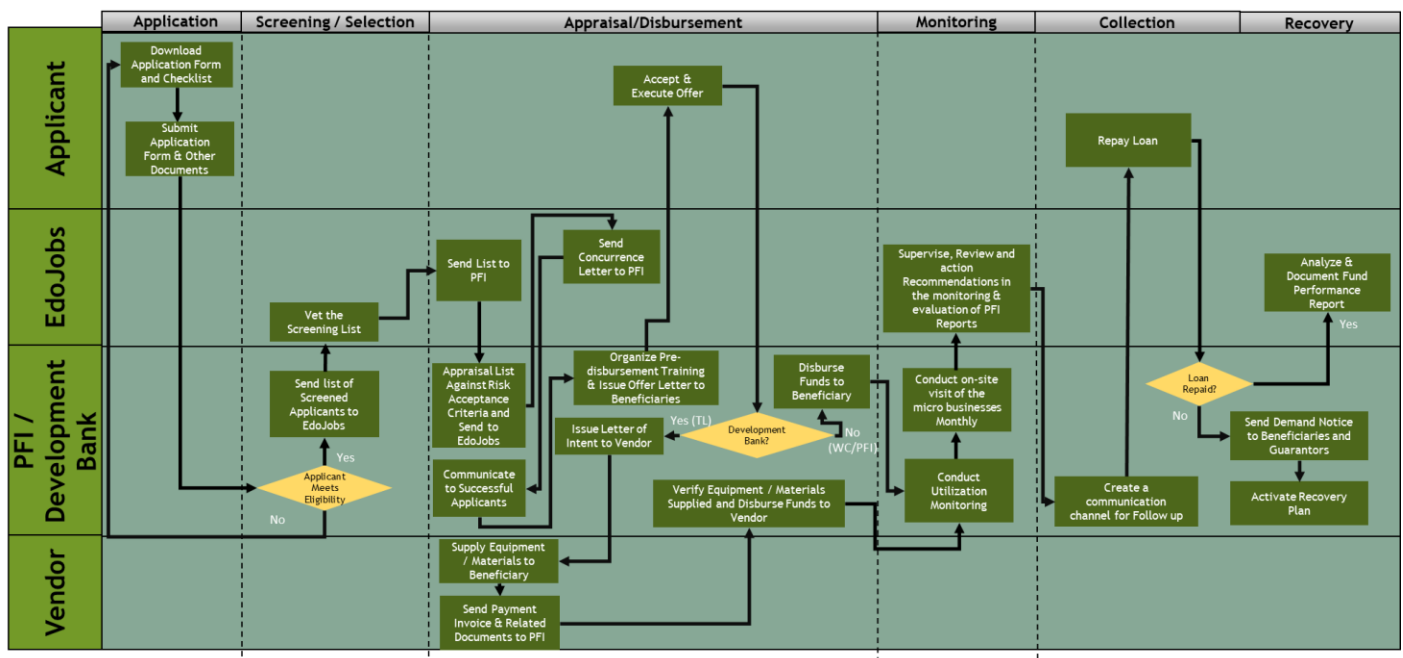 Application
Screening / Selection
Appraisal/Disbursement
Monitoring
Collection
Recovery
Applicant
Download
Application Form
and Checklist
Submit
Application
Form & Other
Documents
Accept &
Execute Offer
Repay Loan
EdoJobs
Vet the
Screening List
Send List to
PFI
Send
Concurrence
Letter to PFI
Supervise, Review and
action
Recommendations in
the monitoring &
evaluation of PFI
Reports
Analyze &
Document Fund
Performance
Report
Yes
PFI /
Development
Bank
Send list of
Screened
Applicants to
EdoJobs
Yes
Applicant
Meets
Eligibility
No
Appraisal List
Against Risk
Acceptance
Criteria and
Send to
EdoJobs
Communicate
to Successful
Applicants
Organize Pre-
disbursement Training
& Issue Offer Letter to
Beneficiaries
Issue Letter of
Intent to Vendor
Yes (TL)
Development
Bank?
No
(WC/PFI)
Disburse
Funds to
Beneficiary
Verify Equipment / Materials
Supplied and Disburse Funds to
Vendor
Conduct on-site
visit of the
micro businesses
Monthly
Conduct
Utilization
Monitoring
Create a
communication
channel for Follow up
Loan
Repaid?
No
Send Demand Notice
to Beneficiaries and
Guarantors
Activate Recovery
Plan
Vendor
Supply Equipment
/ Materials to
Beneficiary
Send Payment
Invoice & Related
Documents to PFI